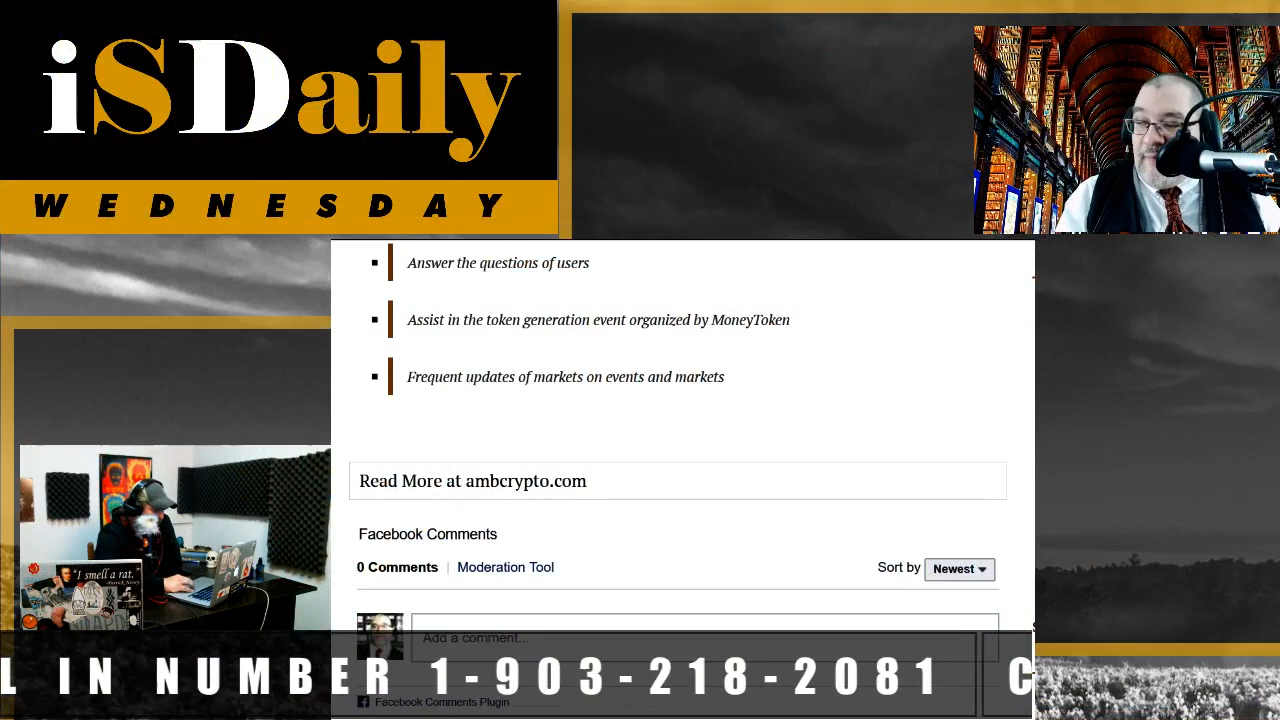 iSDaily
WEDNESDAY
Answer the questions of users
Assist in the token generation event organized by MoneyToken
Frequent updates of markets on events and markets
Read More at ambcrypto.com
Facebook Comments
0 Comments | Moderation Tool
Sort by Newest
Add a comment...
"I smell a rat."
L IN NUMBER 1-903-218-2081 C
Facebook Comments Plugin